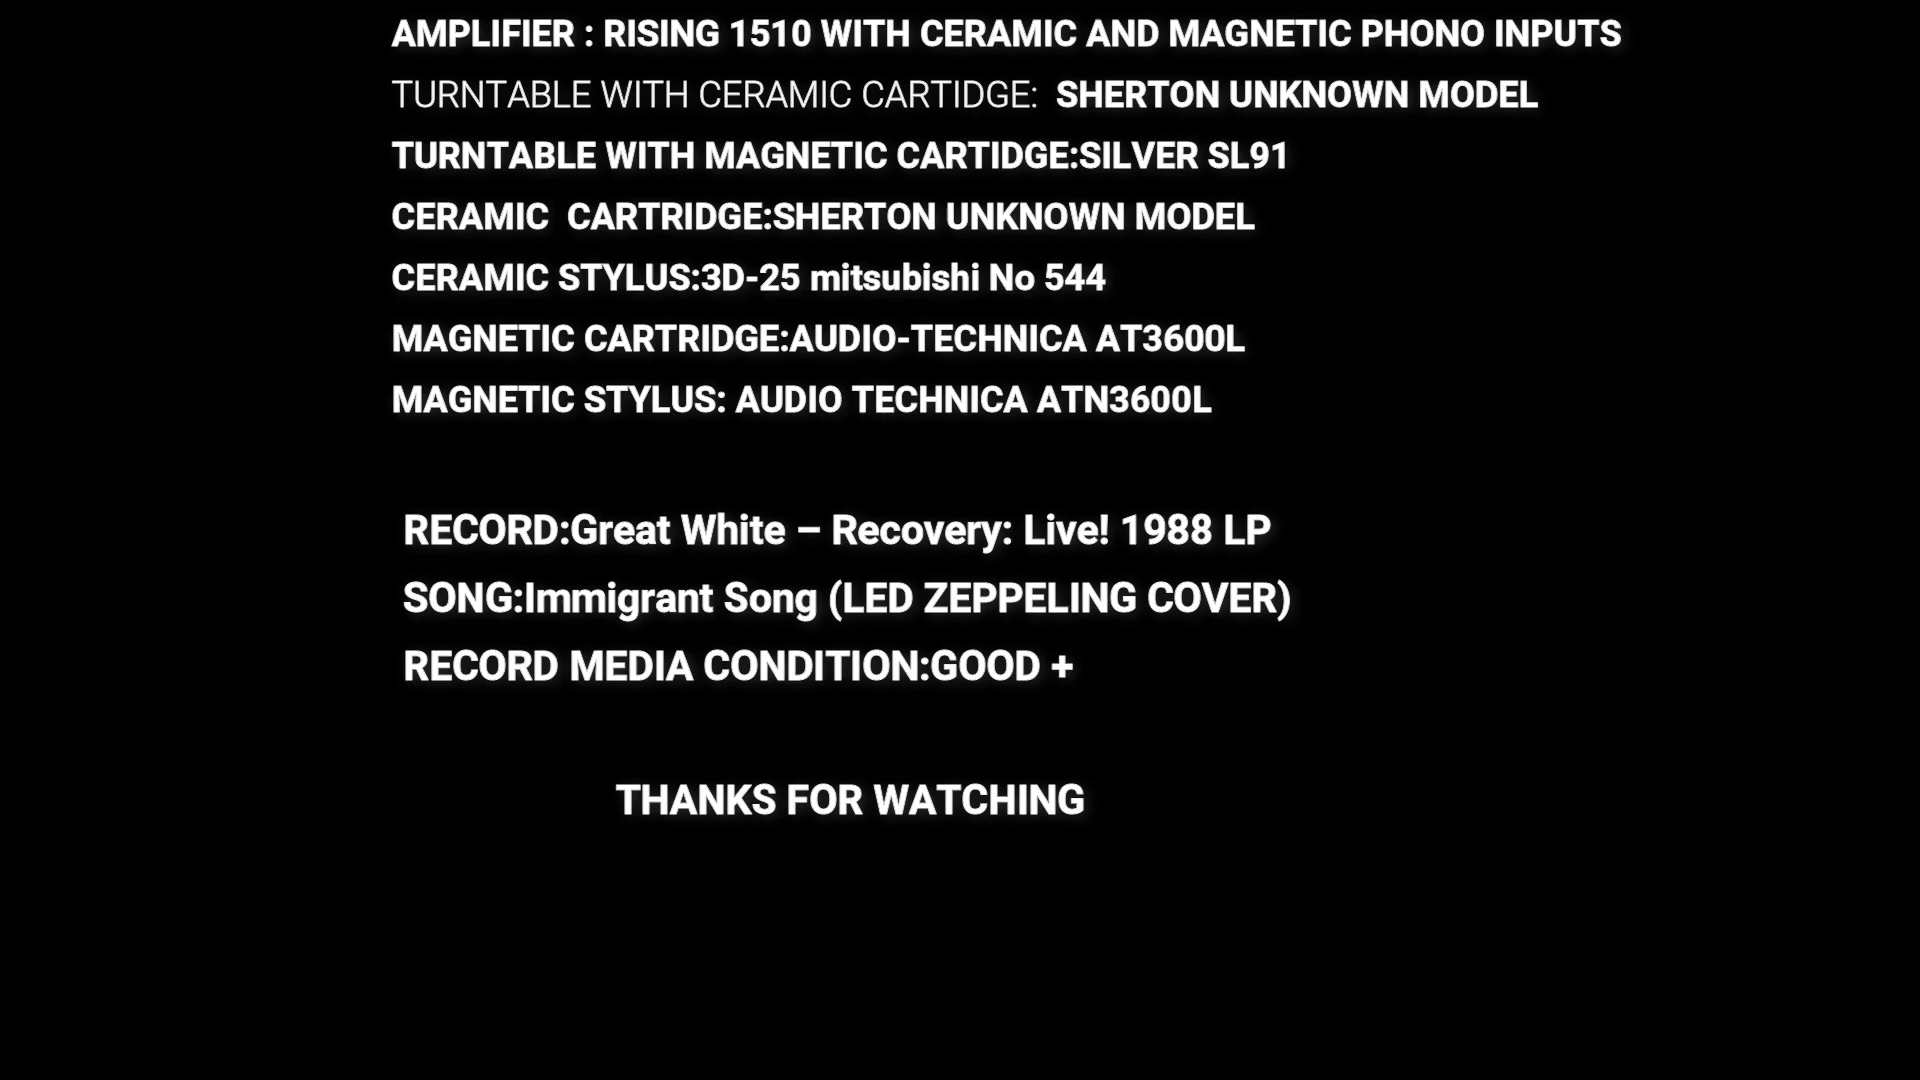 AMPLIFIER : RISING 1510 WITH CERAMIC AND MAGNETIC PHONO INPUTS
TURNTABLE WITH CERAMIC CARTIDGE:  SHERTON UNKNOWN MODEL
TURNTABLE WITH MAGNETIC CARTIDGE:SILVER SL91
CERAMIC  CARTRIDGE:SHERTON UNKNOWN MODEL
CERAMIC STYLUS:3D-25 mitsubishi No 544
MAGNETIC CARTRIDGE:AUDIO-TECHNICA AT3600L
MAGNETIC STYLUS: AUDIO TECHNICA ATN3600L
RECORD:Great White – Recovery: Live! 1988 LP
SONG:Immigrant Song (LED ZEPPELING COVER)
RECORD MEDIA CONDITION:GOOD +
THANKS FOR WATCHING